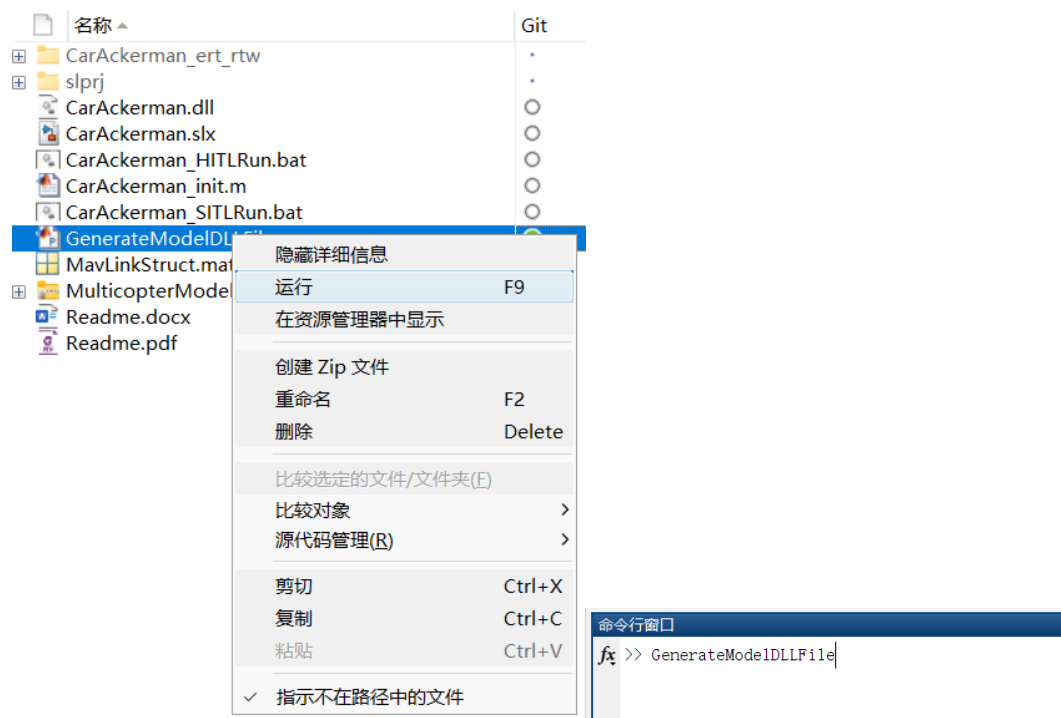 名称 Git
CarAckerman_ert_rtw
slprj
CarAckerman.dll
CarAckerman.slx
CarAckerman_HITLRun.bat
CarAckerman_init.m
CarAckerman_SITLRun.bat
GenerateModelDLLFil
MavLinkStruct.mat
MulticopterModel
Readme.docx
Readme.pdf
隐藏详细信息
运行 F9
在资源管理器中显示
创建 Zip 文件
重命名 F2
删除 Delete
比较选定的文件/文件夹(F)
比较对象
源代码管理(R)
剪切 Ctrl+X
复制 Ctrl+C
粘贴 Ctrl+V
指示不在路径中的文件
命令行窗口
fx >> GenerateModelDLLFile